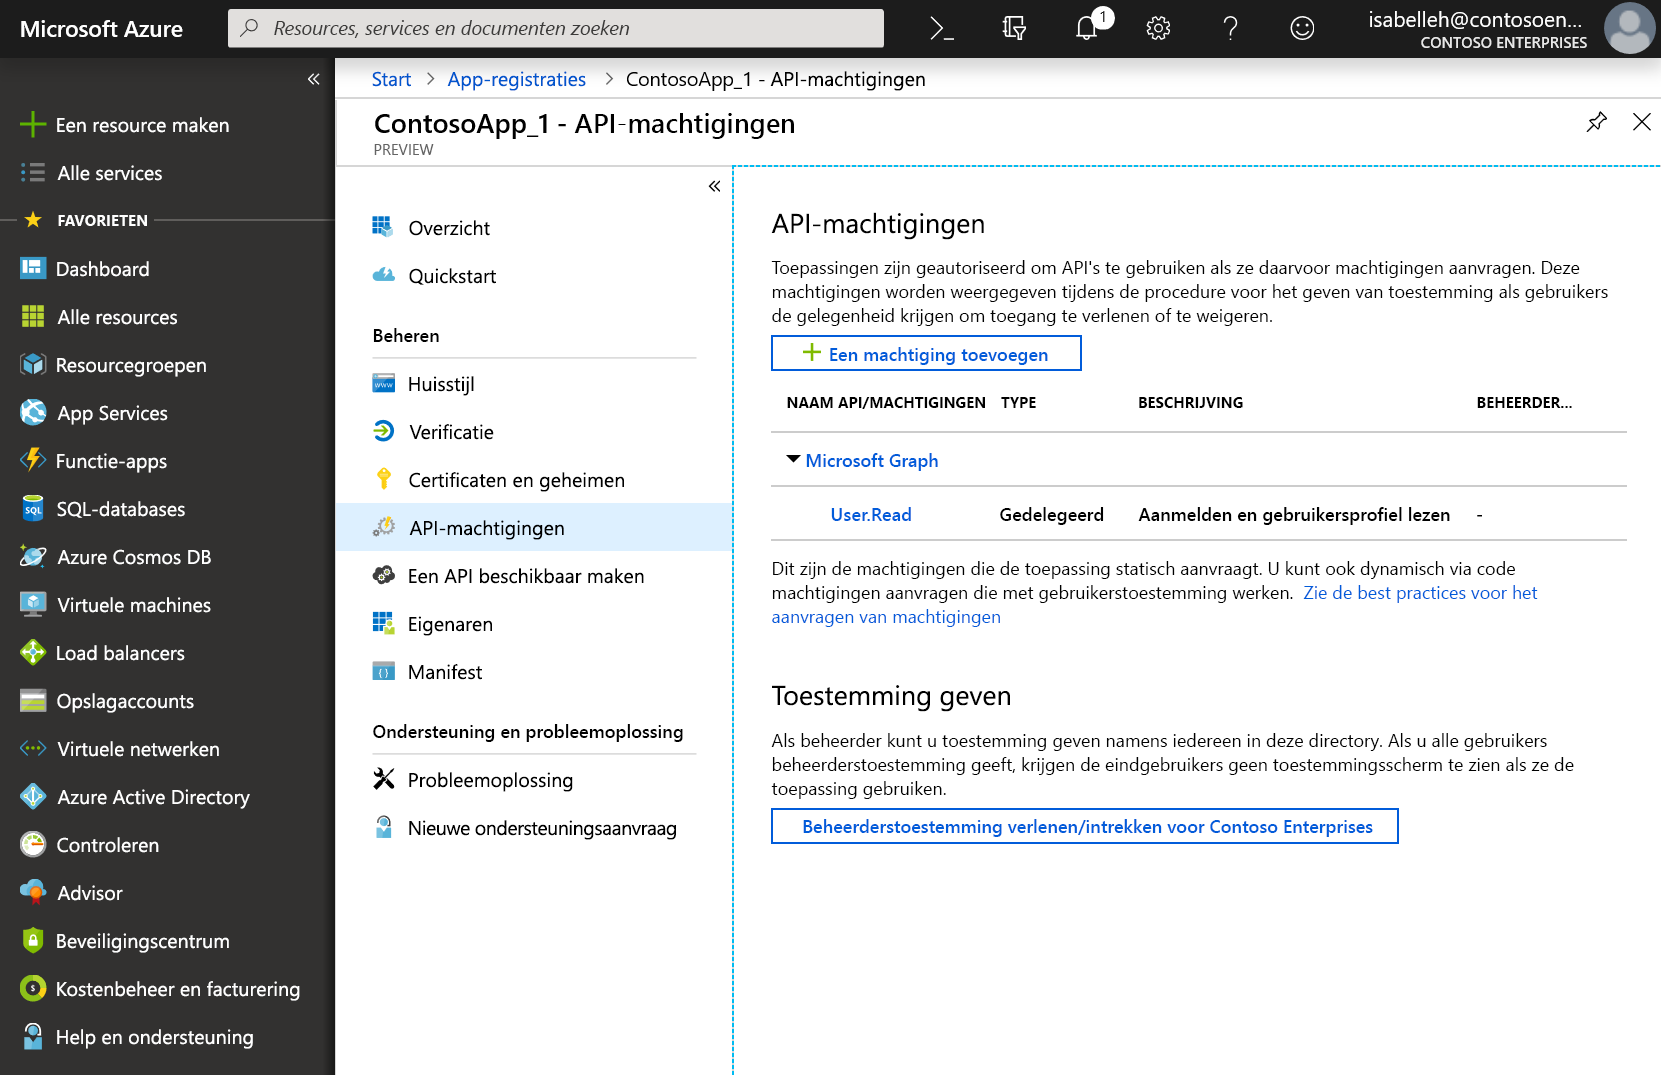 Microsoft Azure
Resources, services en documenten zoeken
1
isabelleh@contosoen...
CONTOSO ENTERPRISES
Een resource maken
Alle services
FAVORIETEN
Dashboard
Alle resources
Resourcegroepen
App Services
Functie-apps
SQL-databases
Azure Cosmos DB
Virtuele machines
Load balancers
Opslagaccounts
Virtuele netwerken
Azure Active Directory
Controleren
Advisor
Beveiligingscentrum
Kostenbeheer en facturering
Help en ondersteuning
Start > App-registraties > ContosoApp_1 - API-machtigingen
ContosoApp_1 - API-machtigingen
PREVIEW
Overzicht
Quickstart
Beheren
Huisstijl
Verificatie
Certificaten en geheimen
API-machtigingen
Een API beschikbaar maken
Eigenaren
Manifest
Ondersteuning en probleemoplossing
Probleemoplossing
Nieuwe ondersteuningsaanvraag
API-machtigingen
Toepassingen zijn geautoriseerd om API's te gebruiken als ze daarvoor machtigingen aanvragen. Deze
machtigingen worden weergegeven tijdens de procedure voor het geven van toestemming als gebruikers
de gelegenheid krijgen om toegang te verlenen of te weigeren.
Een machtiging toevoegen
NAAM API/MACHTIGINGEN TYPE BESCHRIJVING BEHEERDER...
Microsoft Graph
User.Read Gedelegeerd Aanmelden en gebruikersprofiel lezen -
Dit zijn de machtigingen die de toepassing statisch aanvraagt. U kunt ook dynamisch via code
machtigingen aanvragen die met gebruikerstoestemming werken. Zie de best practices voor het
aanvragen van machtigingen
Toestemming geven
Als beheerder kunt u toestemming geven namens iedereen in deze directory. Als u alle gebruikers
beheerderstoestemming geeft, krijgen de eindgebruikers geen toestemmingsscherm te zien als ze de
toepassing gebruiken.
Beheerderstoestemming verlenen/intrekken voor Contoso Enterprises